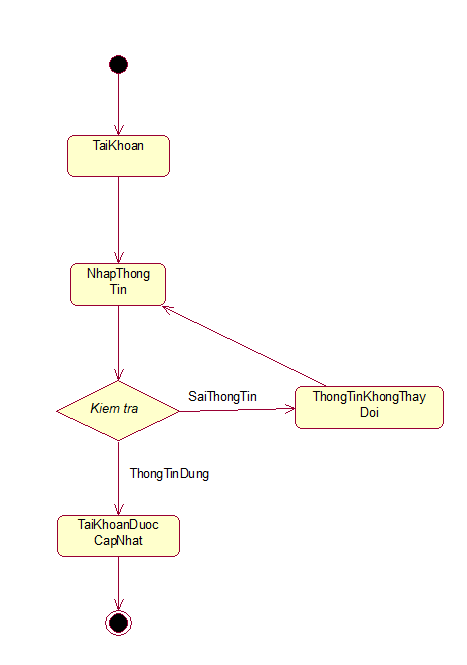 TaiKhoan
NhapThong
Tin
Kiem tra
SaiThongTin
ThongTinKhongThay
Doi
ThongTinDung
TaiKhoanDuoc
CapNhat